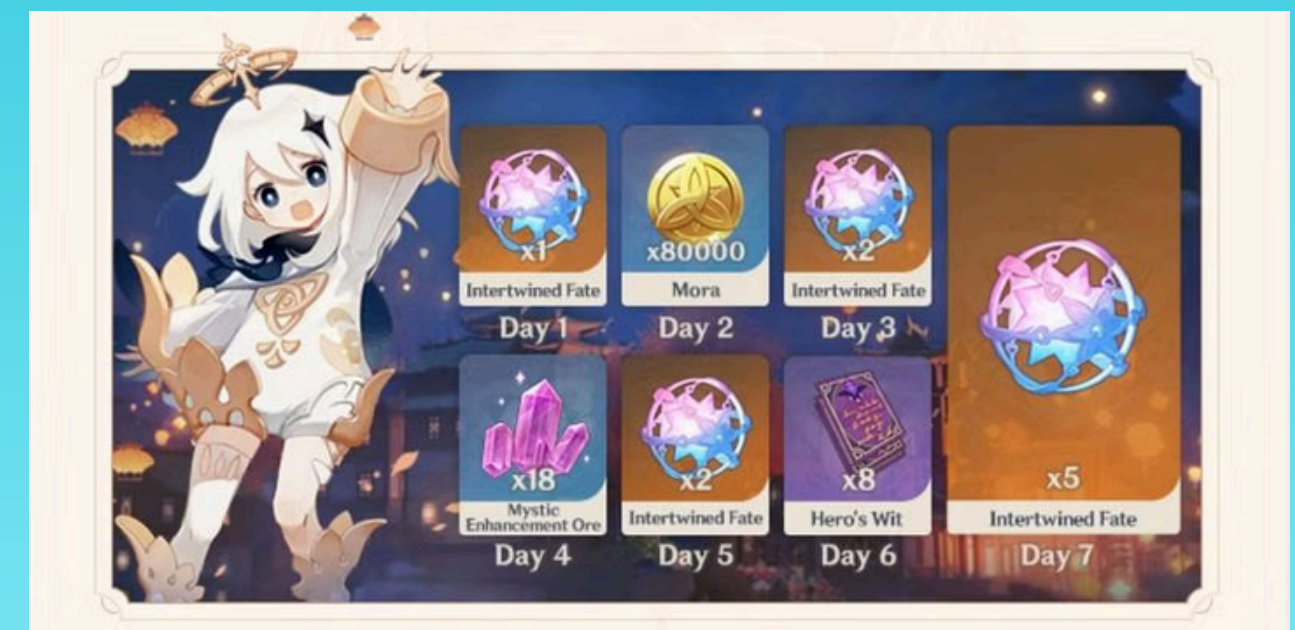 x1
Intertwined Fate
Day 1
x80000
Mora
Day 2
x2
Intertwined Fate
Day 3
x18
Mystic
Enhancement Ore
Day 4
x2
Intertwined Fate
Day 5
x8
Hero's Wit
Day 6
x5
Intertwined Fate
Day 7